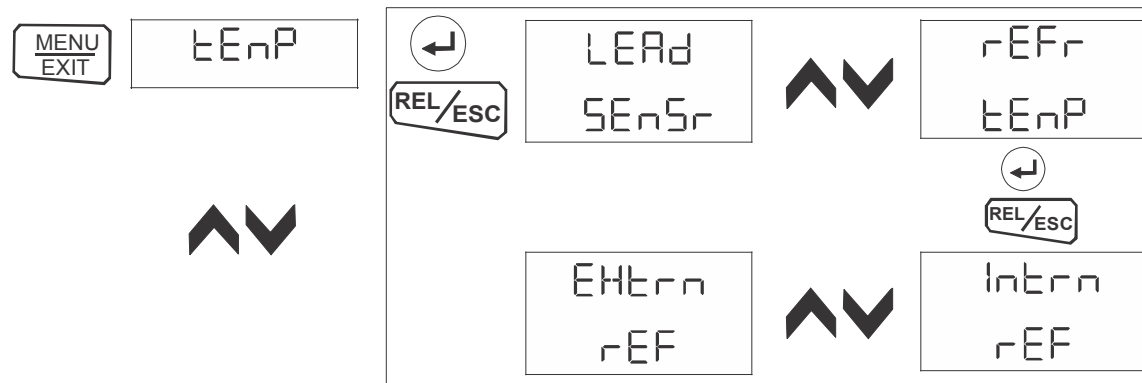 MENU
EXIT
tEnP
REL/ESC
LEAd
SEnSr
rEFr
tEnP
REL/ESC
EHtrn
rEF
Intrn
rEF